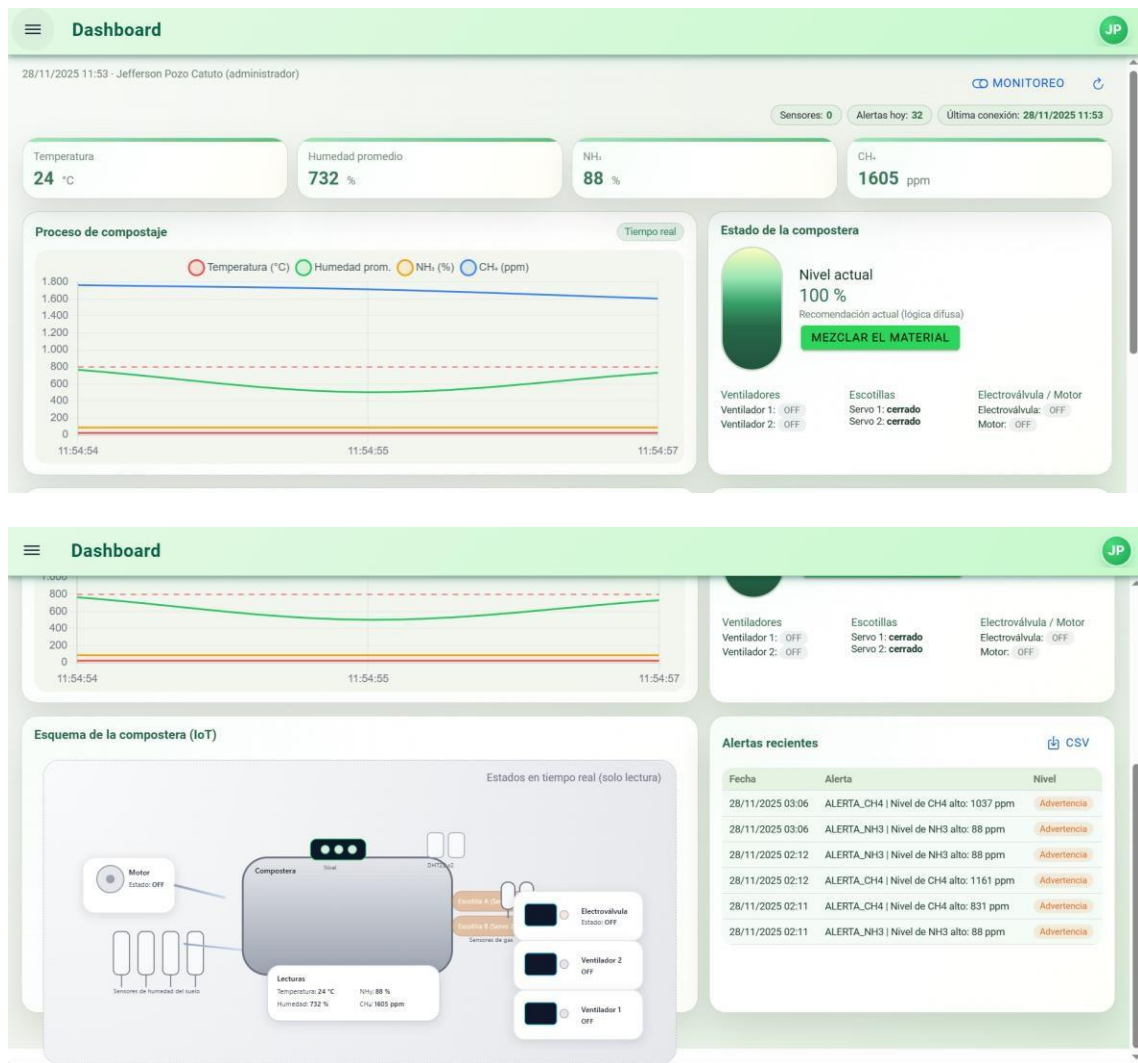 Dashboard
JP
28/11/2025 11:53 · Jefferson Pozo Catuto (administrador)
MONITOREO
Sensores: 0
Alertas hoy: 32
Última conexión: 28/11/2025 11:53
Temperatura
24 °C
Humedad promedio
732 %
NH₃
88 %
CH₄
1605 ppm
Proceso de compostaje
Tiempo real
Temperatura (°C)
Humedad prom.
NH₃ (%)
CH₄ (ppm)
1.800
1.600
1.400
1.200
1.000
800
600
400
200
0
11:54:54
11:54:55
11:54:57
Estado de la compostera
Nivel actual
100 %
Recomendación actual (lógica difusa)
MEZCLAR EL MATERIAL
Ventiladores
Ventilador 1: OFF
Ventilador 2: OFF
Escotillas
Servo 1: cerrado
Servo 2: cerrado
Electroválvula / Motor
Electroválvula: OFF
Motor: OFF
Dashboard
JP
1.000
800
600
400
200
0
11:54:54
11:54:55
11:54:57
Ventiladores
Ventilador 1: OFF
Ventilador 2: OFF
Escotillas
Servo 1: cerrado
Servo 2: cerrado
Electroválvula / Motor
Electroválvula: OFF
Motor: OFF
Esquema de la compostera (IoT)
Estados en tiempo real (solo lectura)
Nivel
DHT22 x2
Compostera
Motor
Estado: OFF
Escotilla A (Se
Escotilla B (Servo 2
Sensores de gas
Sensores de humedad del suelo
Lecturas
Temperatura: 24 °C
NH₃: 88 %
Humedad: 732 %
CH₄: 1605 ppm
Electroválvula
Estado: OFF
Ventilador 2
OFF
Ventilador 1
OFF
Alertas recientes
CSV
Fecha Alerta Nivel
28/11/2025 03:06 ALERTA_CH4 | Nivel de CH4 alto: 1037 ppm Advertencia
28/11/2025 03:06 ALERTA_NH3 | Nivel de NH3 alto: 88 ppm Advertencia
28/11/2025 02:12 ALERTA_NH3 | Nivel de NH3 alto: 88 ppm Advertencia
28/11/2025 02:12 ALERTA_CH4 | Nivel de CH4 alto: 1161 ppm Advertencia
28/11/2025 02:11 ALERTA_CH4 | Nivel de CH4 alto: 831 ppm Advertencia
28/11/2025 02:11 ALERTA_NH3 | Nivel de NH3 alto: 88 ppm Advertencia